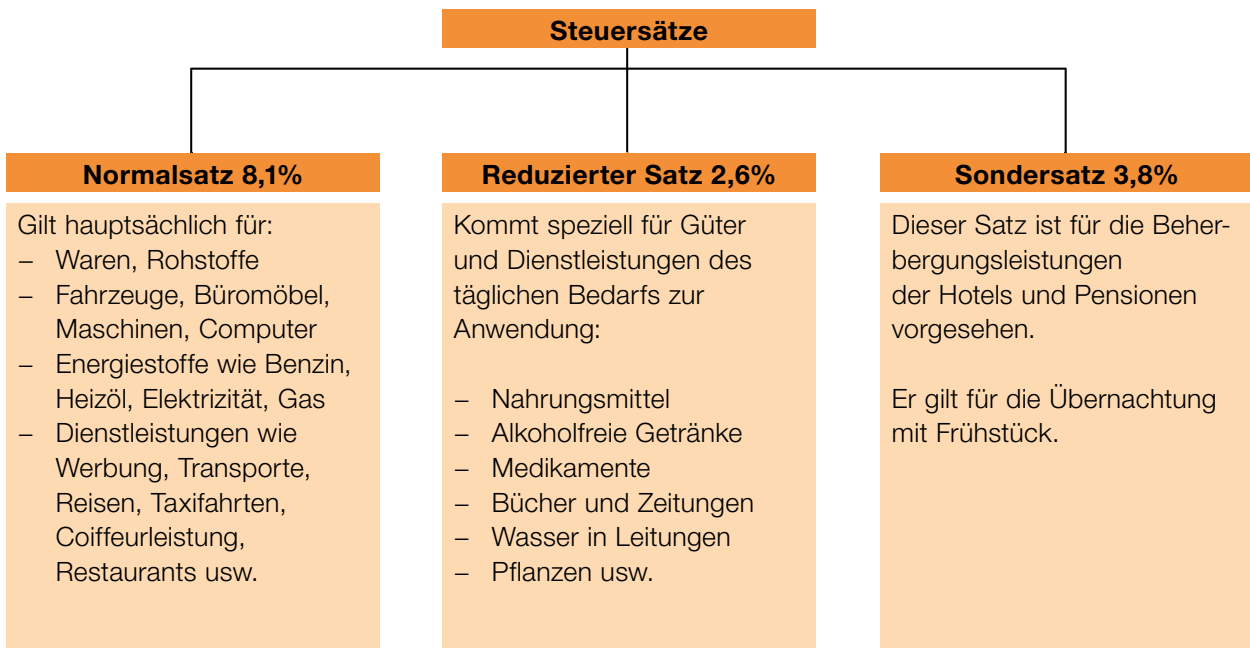 Steuersätze
Normalsatz 8,1%
Gilt hauptsächlich für:
– Waren, Rohstoffe
– Fahrzeuge, Büromöbel,
Maschinen, Computer
– Energiestoffe wie Benzin,
Heizöl, Elektrizität, Gas
– Dienstleistungen wie
Werbung, Transporte,
Reisen, Taxifahrten,
Coiffeurleistung,
Restaurants usw.
Reduzierter Satz 2,6%
Kommt speziell für Güter
und Dienstleistungen des
täglichen Bedarfs zur
Anwendung:
– Nahrungsmittel
– Alkoholfreie Getränke
– Medikamente
– Bücher und Zeitungen
– Wasser in Leitungen
– Pflanzen usw.
Sondersatz 3,8%
Dieser Satz ist für die Beher-
bergungsleistungen
der Hotels und Pensionen
vorgesehen.
Er gilt für die Übernachtung
mit Frühstück.